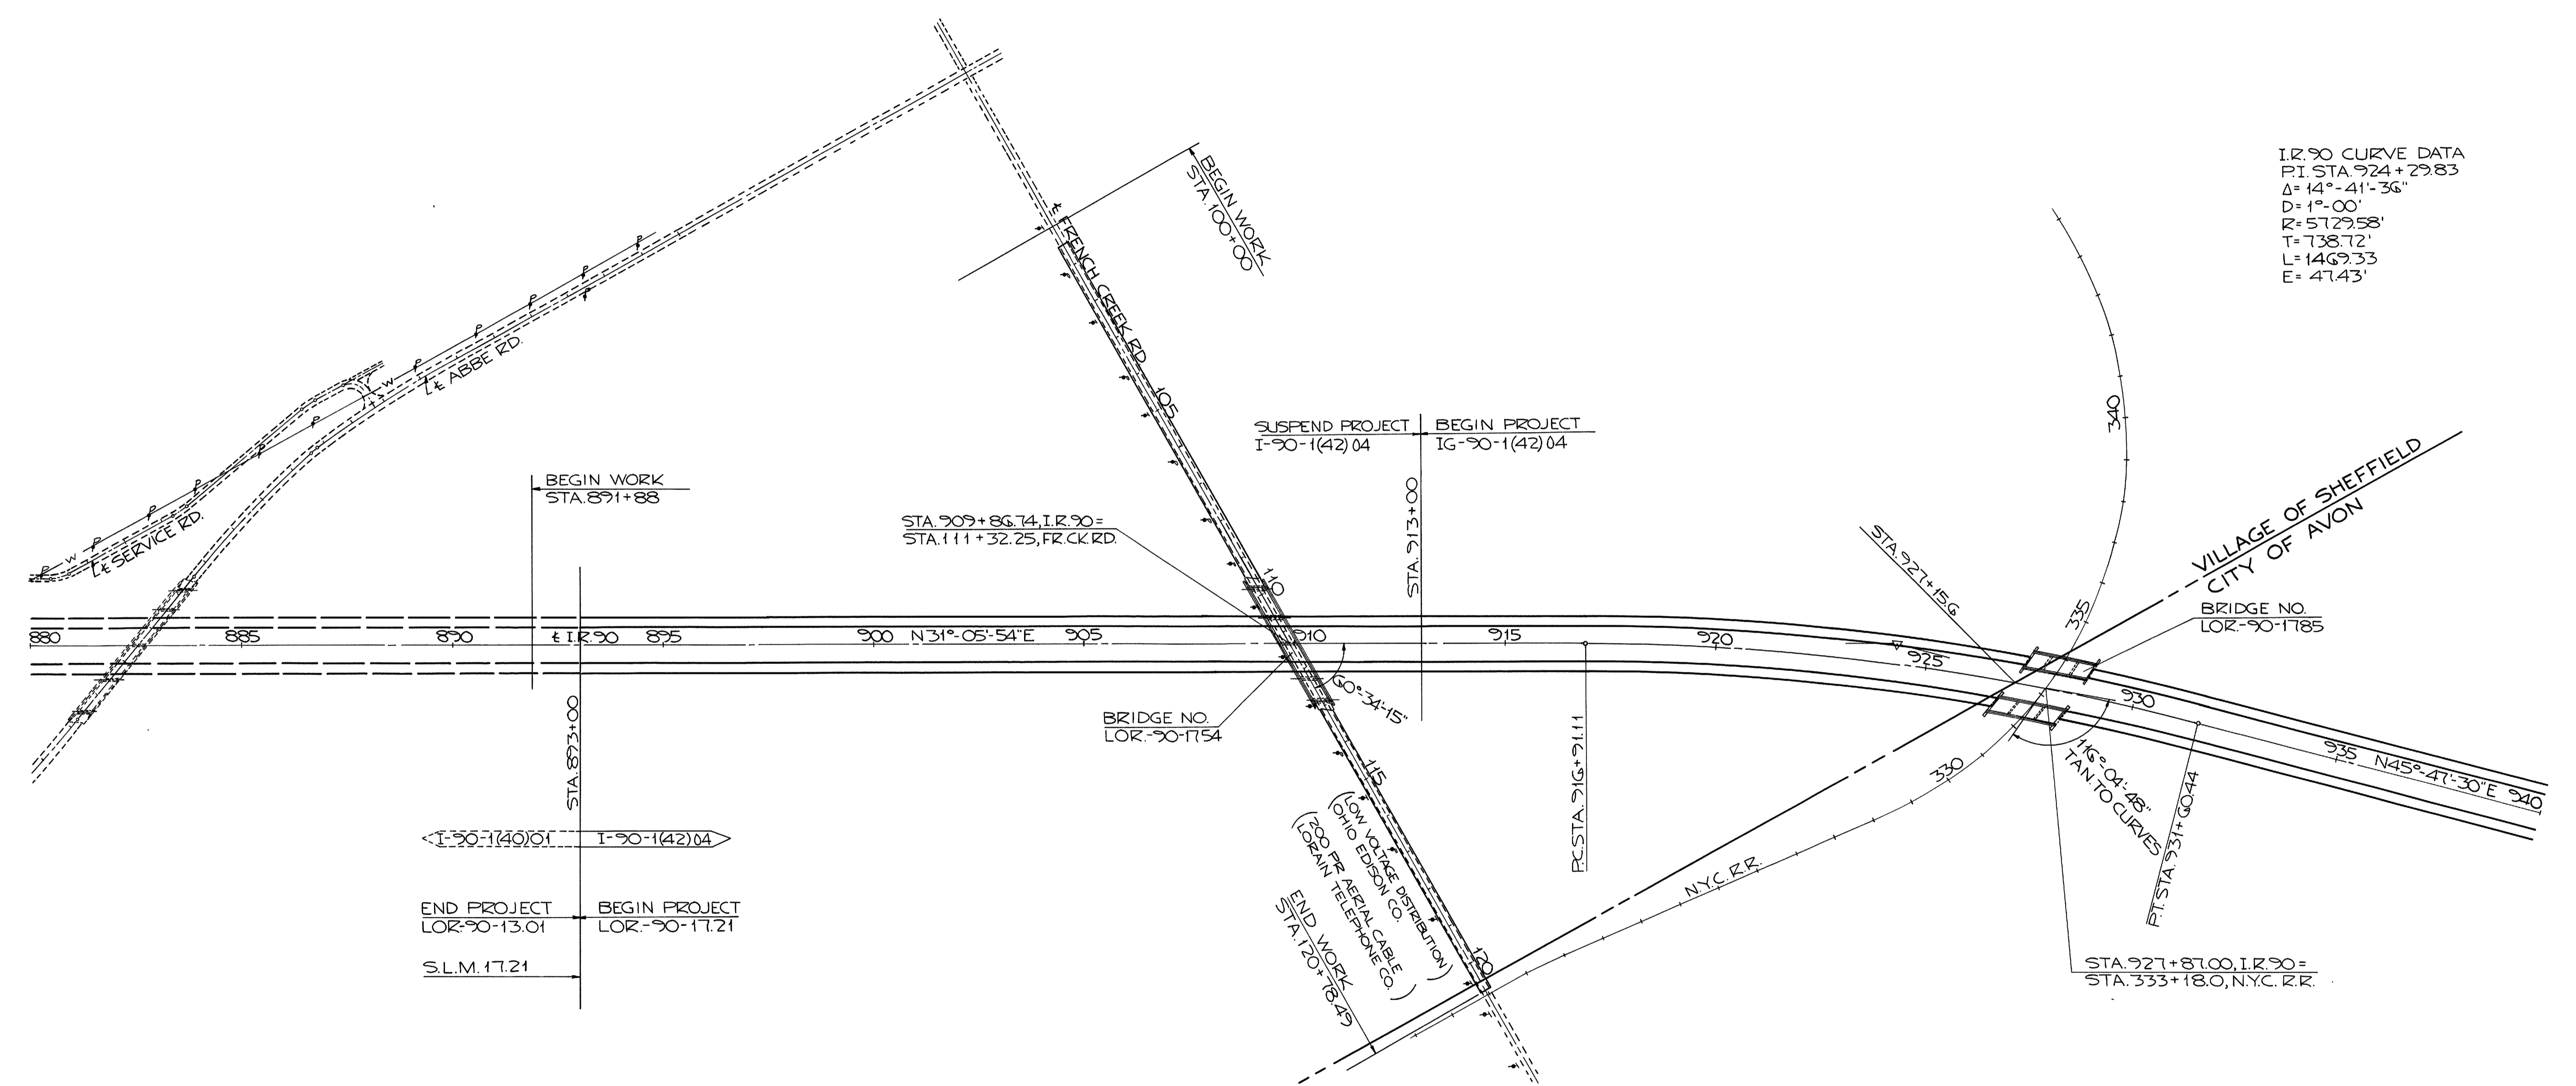 I.R.90 CURVE DATA
P.I. STA. 924+29.83
Δ= 14°-41'-36"
D= 1°-00'
R= 5729.58'
T= 738.72'
L= 1469.33
E= 47.43'
BEGIN WORK
STA. 100+00
℄ FRENCH CREEK RD
105
110
115
120
℄ ABBE RD.
℄ SERVICE RD.
W
W
P
P
P
P
P
P
P
P
P
P
P
P
BEGIN WORK
STA. 891+88
SUSPEND PROJECT
I-90-1(42)04
BEGIN PROJECT
IG-90-1(42)04
STA. 913+00
STA. 909+86.74, I.R.90=
STA. 111+32.25, FR.CK.RD.
340
335
330
VILLAGE OF SHEFFIELD
CITY OF AVON
STA. 927+15.6
BRIDGE NO.
LOR.-90-1785
880
885
890
℄ I.R.90
895
900
N31°-05'-54"E
905
910
915
920
925
930
935
N45°-47'-30"E
940
60°-34'-15"
BRIDGE NO.
LOR.-90-1754
STA. 893+00
P.C. STA. 916+91.11
116°-04'-48"
TAN. TO CURVES
P.T. STA. 931+60.44
I-90-1(40)01
I-90-1(42)04
END PROJECT
LOR-90-13.01
BEGIN PROJECT
LOR.-90-17.21
S.L.M. 17.21
(LOW VOLTAGE DISTRIBUTION
OHIO EDISON CO.)
(200 PR AERIAL CABLE
LORAIN TELEPHONE CO.)
END WORK
STA. 120+78.49
N.Y.C. R.R.
STA. 927+87.00, I.R.90=
STA. 333+18.0, N.Y.C. R.R.